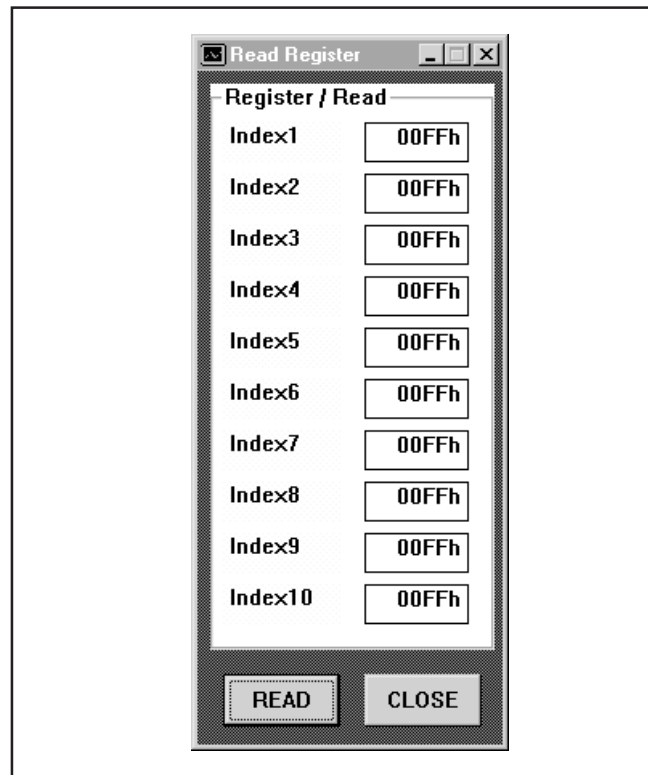 Read Register
Register / Read
Index1 00FFh
Index2 00FFh
Index3 00FFh
Index4 00FFh
Index5 00FFh
Index6 00FFh
Index7 00FFh
Index8 00FFh
Index9 00FFh
Index10 00FFh
READ CLOSE